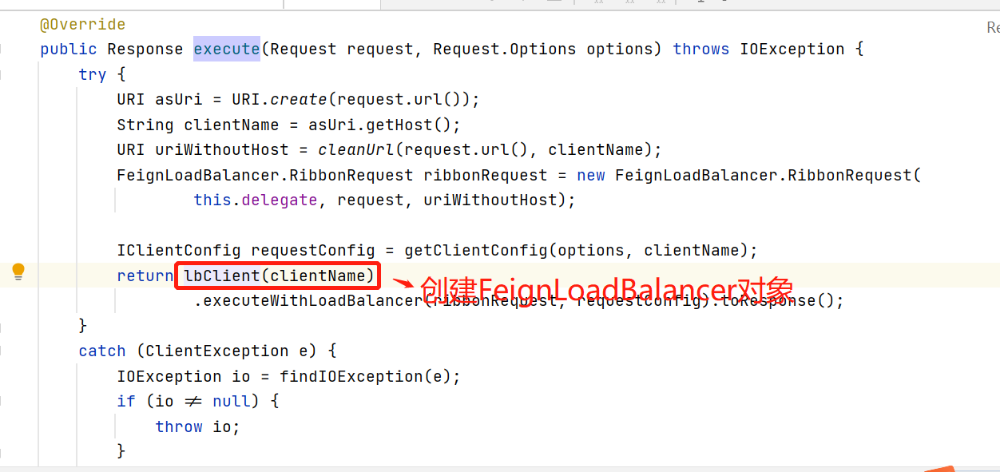 @Override
Re
public Response execute(Request request, Request.Options options) throws IOException {
try {
URI asUri = URI.create(request.url());
String clientName = asUri.getHost();
URI uriWithoutHost = cleanUrl(request.url(), clientName);
FeignLoadBalancer.RibbonRequest ribbonRequest = new FeignLoadBalancer.RibbonRequest(
this.delegate, request, uriWithoutHost);
IClientConfig requestConfig = getClientConfig(options, clientName);
return lbClient(clientName)
创建FeignLoadBalancer对象
.executeWithLoadBalancer(ribbonRequest, requestConfig).toResponse();
}
catch (ClientException e) {
IOException io = findIOException(e);
if (io ≠ null) {
throw io;
}